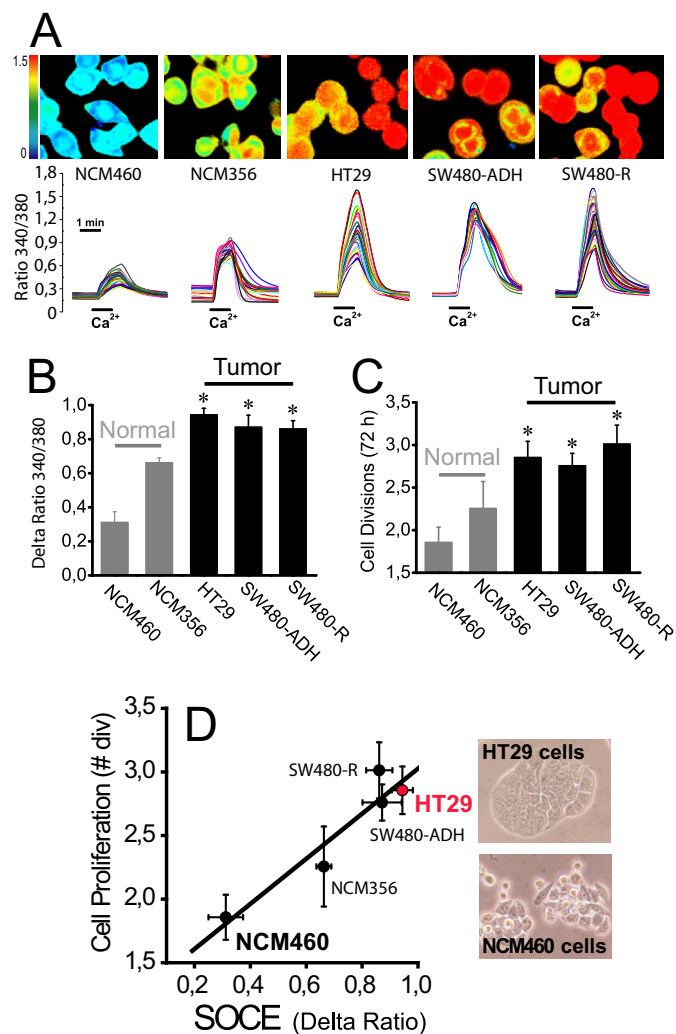 A
1.5
0
NCM460
NCM356
HT29
SW480-ADH
SW480-R
Ratio 340/380
1,8
1,5
1,2
0,9
0,6
0,3
0
1 min
Ca2+
Ca2+
Ca2+
Ca2+
Ca2+
B
Tumor
Normal
Delta Ratio 340/380
1,0
0,8
0,6
0,4
0,2
0,0
* * *
NCM460
NCM356
HT29
SW480-ADH
SW480-R
C
Tumor
Normal
Cell Divisions (72 h)
3,5
3,0
2,5
2,0
1,5
* * *
NCM460
NCM356
HT29
SW480-ADH
SW480-R
D
Cell Proliferation (# div)
3,5
3,0
2,5
2,0
1,5
SW480-R
HT29
SW480-ADH
NCM356
NCM460
0,2 0,4 0,6 0,8 1,0
SOCE (Delta Ratio)
HT29 cells
NCM460 cells